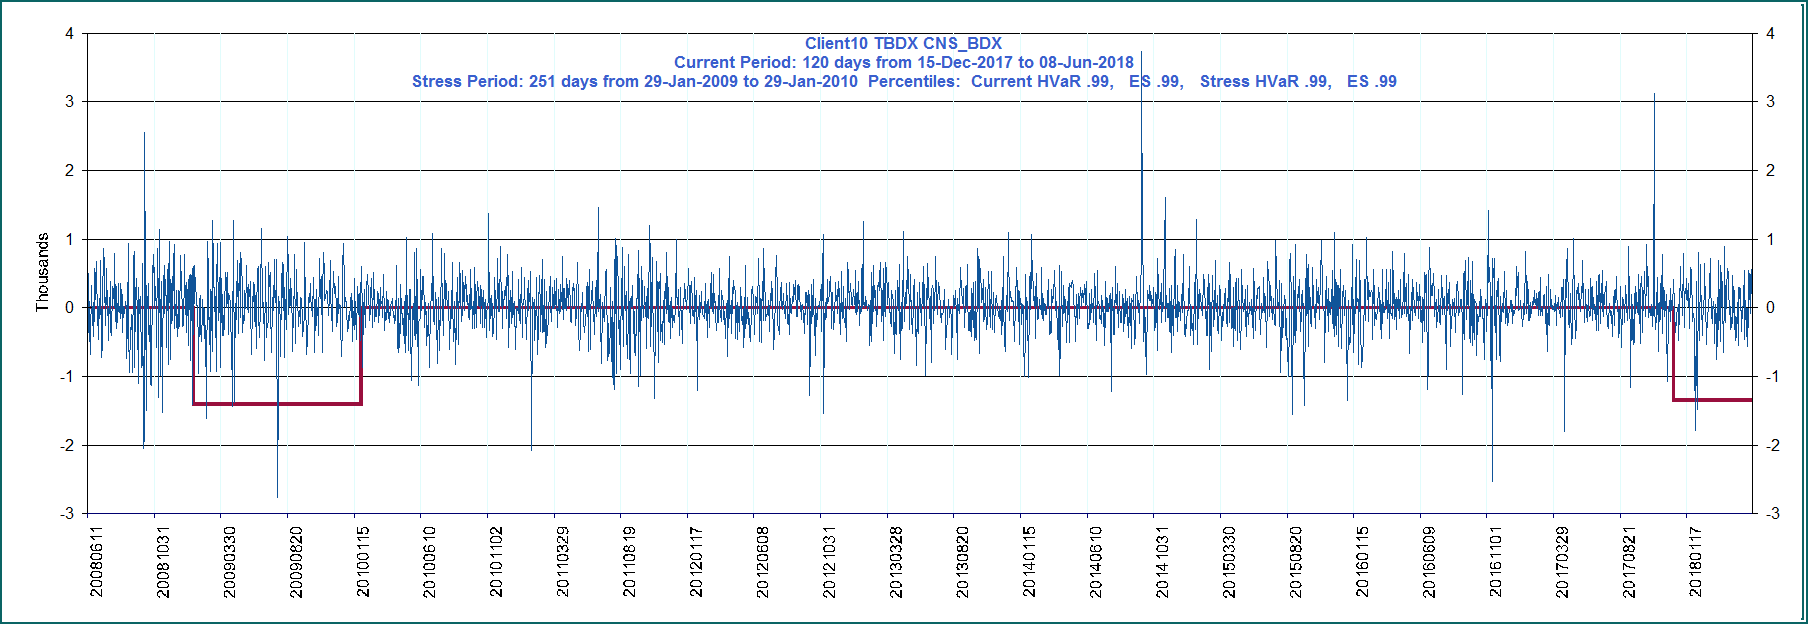 Client10 TBDX CNS_BDX
Current Period: 120 days from 15-Dec-2017 to 08-Jun-2018
Stress Period: 251 days from 29-Jan-2009 to 29-Jan-2010  Percentiles:  Current HVaR .99,   ES .99,   Stress HVaR .99,   ES .99
4 4
3 3
2 2
1 1
Thousands
0 0
-1 -1
-2 -2
-3 -3
20080611 20081031 20090330 20090820 20100115 20100610 20101102 20110329 20110819 20120117 20120608 20121031 20130328 20130820 20140115 20140610 20141031 20150330 20150820 20160115 20160609 20161101 20170329 20170821 20180117